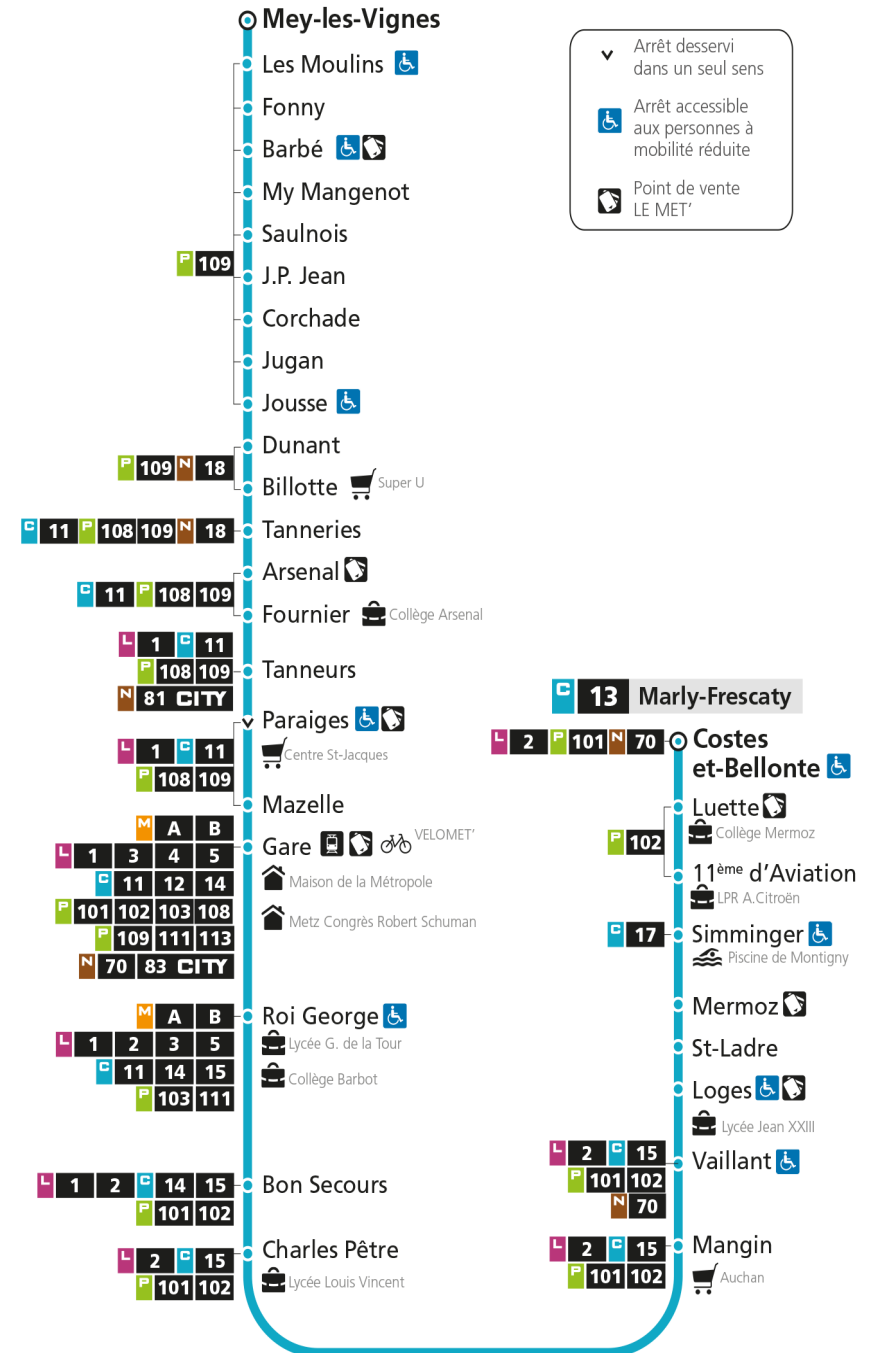 Mey-les-Vignes
Les Moulins
Fonny
Barbé
My Mangenot
Saulnois
P 109
J.P. Jean
Corchade
Jugan
Jousse
Dunant
P 109 N 18
Billotte
Super U
C 11 P 108 109 N 18
Tanneries
Arsenal
C 11 P 108 109
Fournier
Collège Arsenal
L 1 C 11
P 108 109
N 81 CITY
Tanneurs
Paraiges
L 1 C 11
P 108 109
Centre St-Jacques
Mazelle
M A B
L 1 3 4 5
C 11 12 14
P 101 102 103 108
P 109 111 113
N 70 83 CITY
Gare
VELOMET'
Maison de la Métropole
Metz Congrès Robert Schuman
M A B
L 1 2 3 5
C 11 14 15
P 103 111
Roi George
Lycée G. de la Tour
Collège Barbot
L 1 2 C 14 15
P 101 102
Bon Secours
L 2 C 15
P 101 102
Charles Pêtre
Lycée Louis Vincent
Arrêt desservi
dans un seul sens
Arrêt accessible
aux personnes à
mobilité réduite
Point de vente
LE MET'
C 13 Marly-Frescaty
L 2 P 101 N 70
Costes
et-Bellonte
Luette
Collège Mermoz
P 102
11ème d'Aviation
LPR A.Citroën
C 17
Simminger
Piscine de Montigny
Mermoz
St-Ladre
Loges
Lycée Jean XXIII
L 2 C 15
P 101 102
N 70
Vaillant
L 2 C 15
P 101 102
Mangin
Auchan